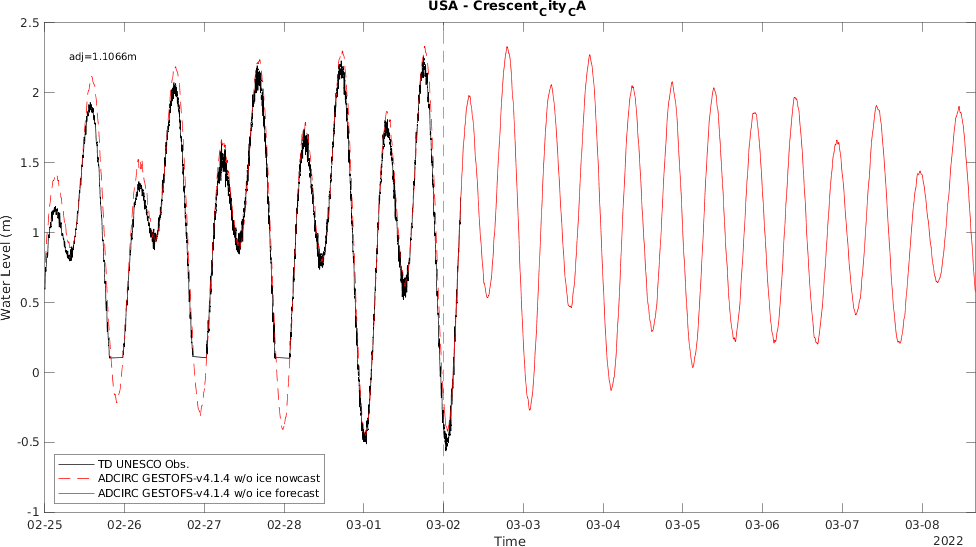 USA - Crescent_City_CA
adj=1.1066m
2.5
2
1.5
1
0.5
0
-0.5
-1
Water Level (m)
TD UNESCO Obs.
ADCIRC GESTOFS-v4.1.4 w/o ice nowcast
ADCIRC GESTOFS-v4.1.4 w/o ice forecast
02-25 02-26 02-27 02-28 03-01 03-02 03-03 03-04 03-05 03-06 03-07 03-08
Time
2022